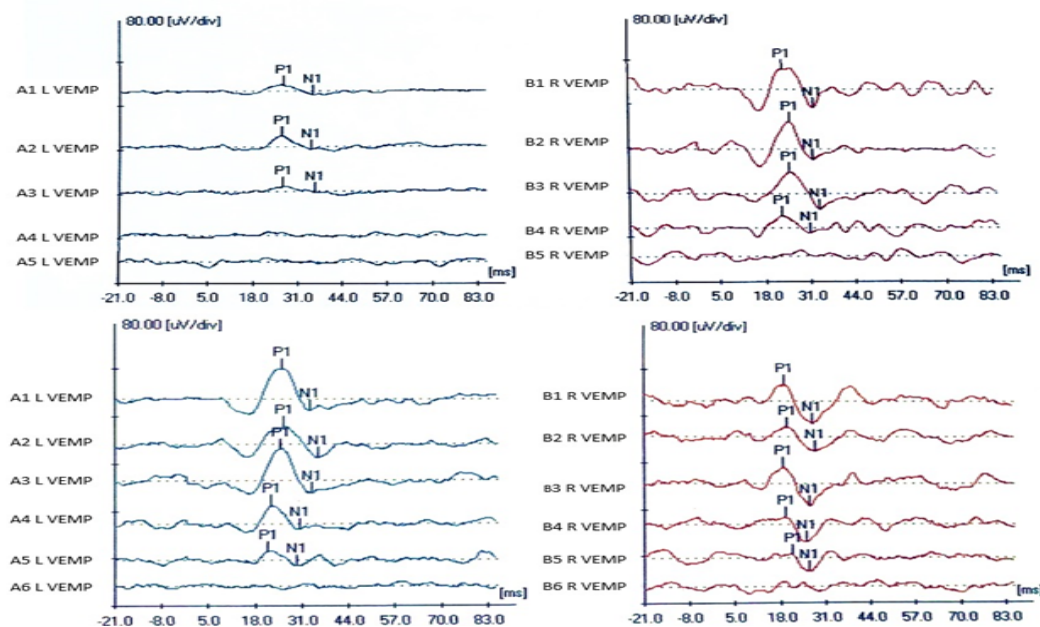 80.00 [uV/div]
P1
N1
A1 L VEMP
P1
N1
A2 L VEMP
P1
N1
A3 L VEMP
A4 L VEMP
A5 L VEMP
[ms]
-21.0 -8.0 5.0 18.0 31.0 44.0 57.0 70.0 83.0
80.00 [uV/div]
P1
B1 R VEMP
N1
P1
B2 R VEMP
N1
P1
B3 R VEMP
N1
P1
N1
B4 R VEMP
B5 R VEMP
[ms]
-21.0 -8.0 5.0 18.0 31.0 44.0 57.0 70.0 83.0
80.00 [uV/div]
P1
A1 L VEMP
N1
P1
A2 L VEMP
N1
P1
A3 L VEMP
N1
P1
A4 L VEMP
N1
P1
N1
A5 L VEMP
A6 L VEMP
[ms]
-21.0 -8.0 5.0 18.0 31.0 44.0 57.0 70.0 83.0
80.00 [uV/div]
P1
B1 R VEMP
N1
P1
B2 R VEMP
N1
P1
B3 R VEMP
N1
P1
B4 R VEMP
N1
P1
N1
B5 R VEMP
B6 R VEMP
[ms]
-21.0 -8.0 5.0 18.0 31.0 44.0 57.0 70.0 83.0